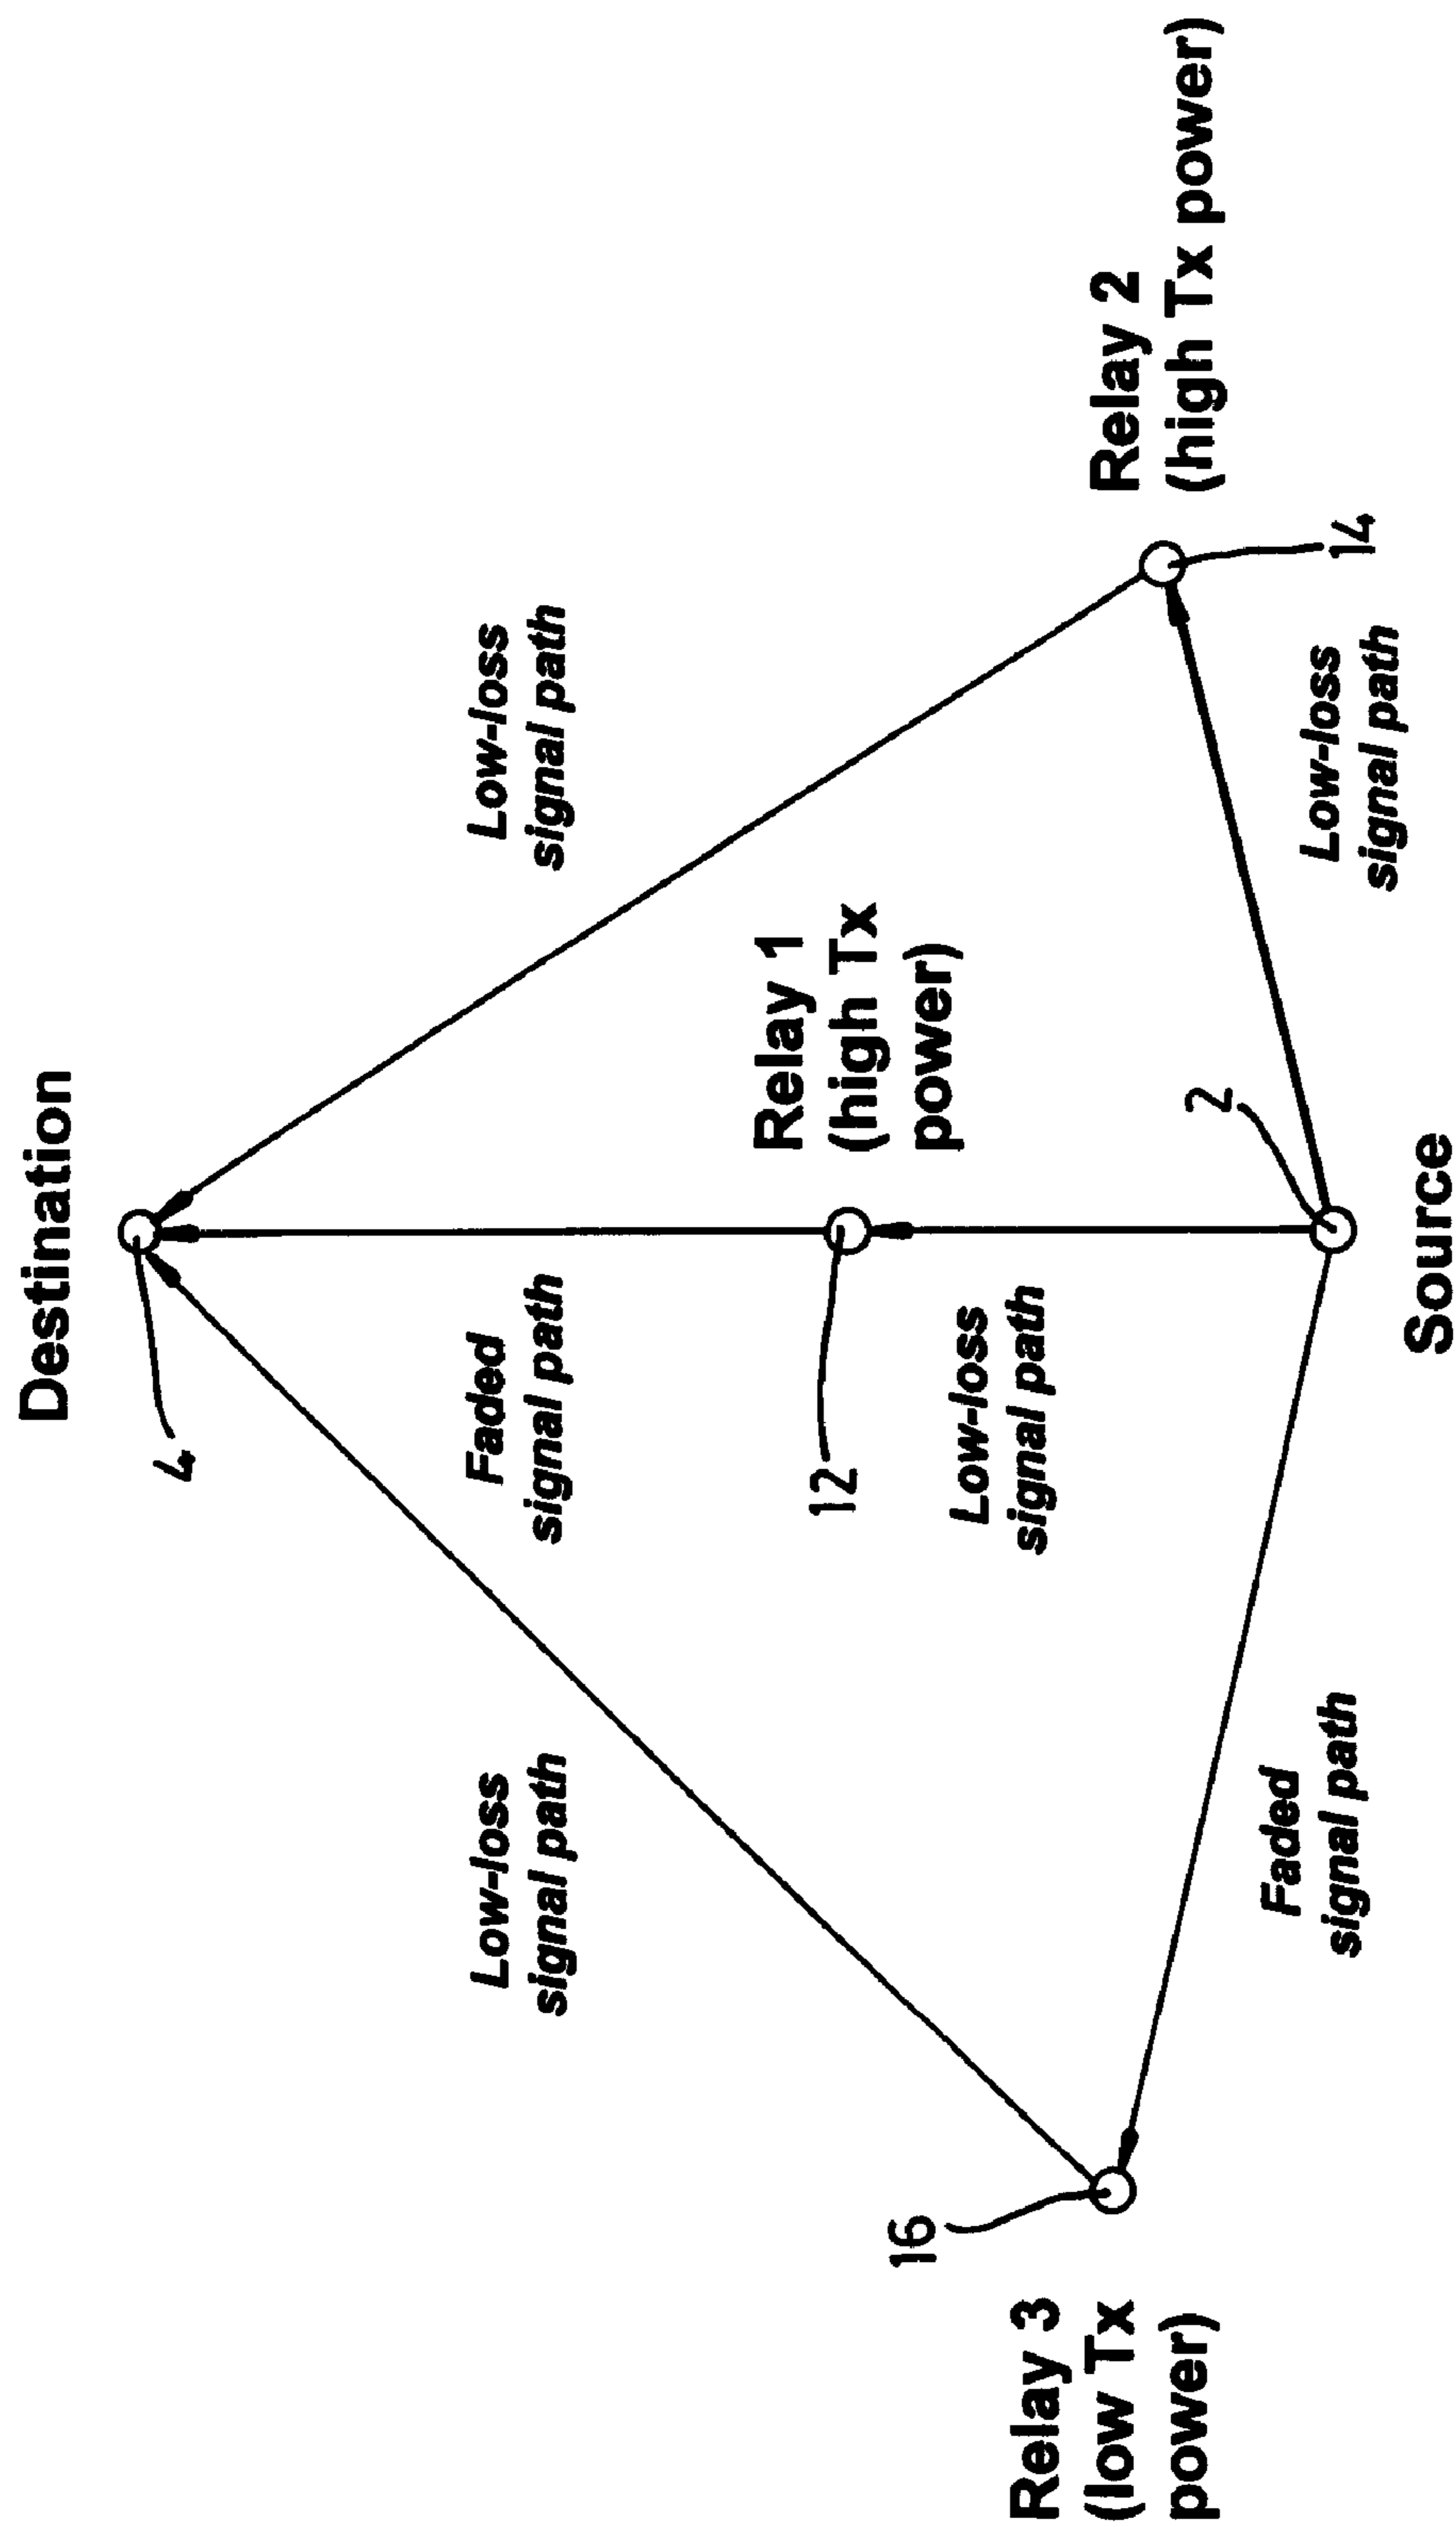 Destination
4
Low-loss
signal path
Faded
signal path
Low-loss
signal path
Relay 1
(high Tx
power)
12
Low-loss
signal path
Relay 2
(high Tx power)
14
2
Low-loss
signal path
16
Relay 3
(low Tx
power)
Faded
signal path
Source